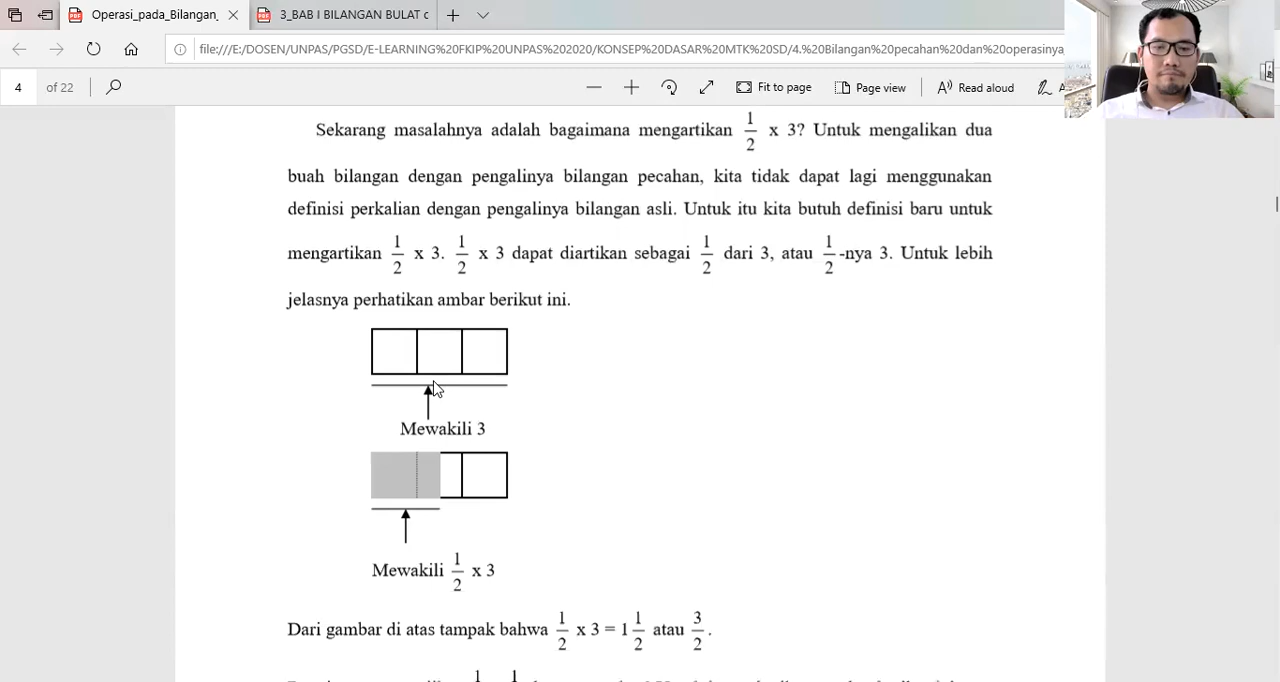 Operasi_pada_Bilangan_
3_BAB I BILANGAN BULAT c
file:///E:/DOSEN/UNPAS/PGSD/E-LEARNING%20FKIP%20UNPAS%202020/KONSEP%20DASAR%20MTK%20SD/4.%20Bilangan%20pecahan%20dan%20operasinya
4 of 22 Fit to page Page view Read aloud
Sekarang masalahnya adalah bagaimana mengartikan 1/2 x 3? Untuk mengalikan dua
buah bilangan dengan pengalinya bilangan pecahan, kita tidak dapat lagi menggunakan
definisi perkalian dengan pengalinya bilangan asli. Untuk itu kita butuh definisi baru untuk
mengartikan 1/2 x 3. 1/2 x 3 dapat diartikan sebagai 1/2 dari 3, atau 1/2-nya 3. Untuk lebih
jelasnya perhatikan ambar berikut ini.
Mewakili 3
Mewakili 1/2 x 3
Dari gambar di atas tampak bahwa 1/2 x 3 = 1 1/2 atau 3/2.